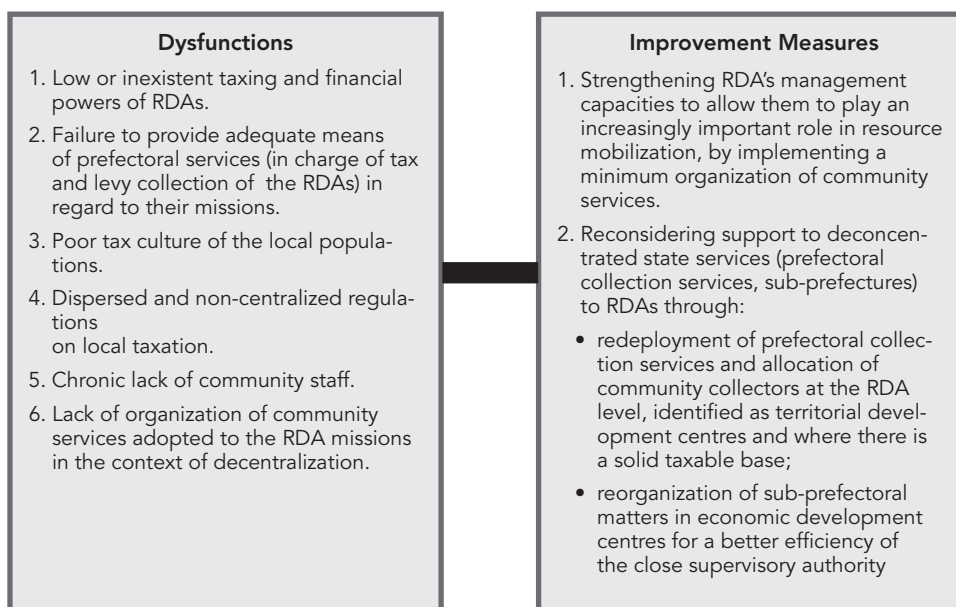 Dysfunctions
1. Low or inexistent taxing and financial
powers of RDAs.
2. Failure to provide adequate means
of prefectoral services (in charge of tax
and levy collection of the RDAs) in
regard to their missions.
3. Poor tax culture of the local popula-
tions.
4. Dispersed and non-centralized regula-
tions
on local taxation.
5. Chronic lack of community staff.
6. Lack of organization of community
services adopted to the RDA missions
in the context of decentralization.
Improvement Measures
1. Strengthening RDA's management
capacities to allow them to play an
increasingly important role in resource
mobilization, by implementing a
minimum organization of community
services.
2. Reconsidering support to deconcen-
trated state services (prefectoral
collection services, sub-prefectures)
to RDAs through:
• redeployment of prefectoral collec-
tion services and allocation of
community collectors at the RDA
level, identified as territorial devel-
opment centres and where there is
a solid taxable base;
• reorganization of sub-prefectoral
matters in economic development
centres for a better efficiency of
the close supervisory authority